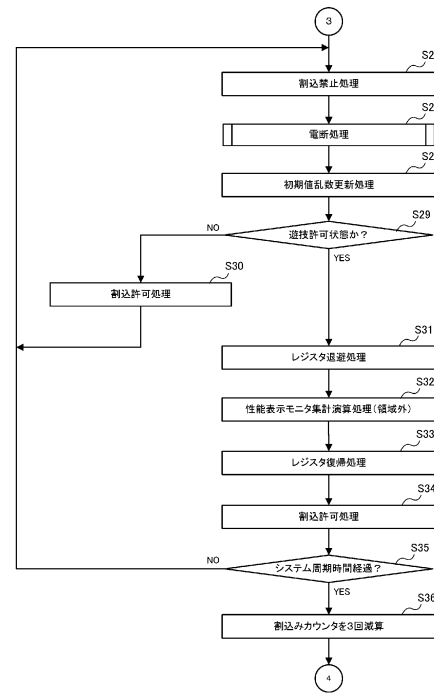 3
S2
割込禁止処理
S2
電断処理
S2
初期値乱数更新処理
S29
遊技許可状態か？
NO
YES
S30
割込許可処理
S31
レジスタ退避処理
S32
性能表示モニタ集計演算処理（領域外）
S33
レジスタ復帰処理
S34
割込許可処理
S35
システム周期時間経過？
NO
YES
S36
割込みカウンタを3回減算
4